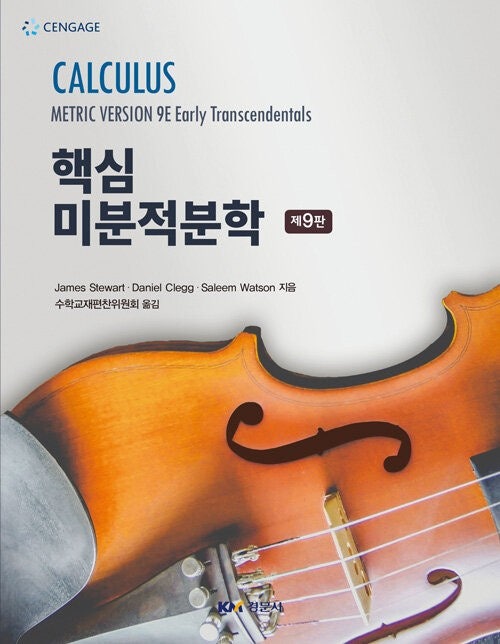 CENGAGE
CALCULUS
METRIC VERSION 9E Early Transcendentals
핵심
미분적분학 제9판
James Stewart · Daniel Clegg · Saleem Watson 지음
수학교재편찬위원회 옮김
KM 경문사